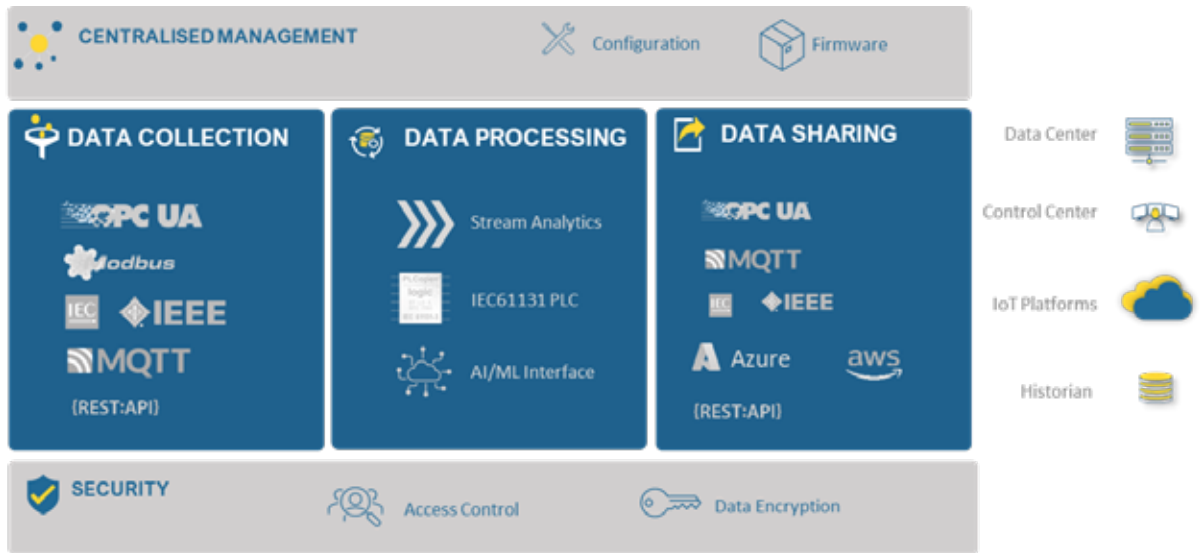 CENTRALISED MANAGEMENT
Configuration
Firmware
DATA COLLECTION
OPC UA
Modbus
IEC
IEEE
MQTT
{REST:API}
DATA PROCESSING
Stream Analytics
logic
IEC61131 PLC
AI/ML Interface
DATA SHARING
OPC UA
MQTT
IEC
IEEE
Azure
aws
{REST:API}
Data Center
Control Center
IoT Platforms
Historian
SECURITY
Access Control
Data Encryption